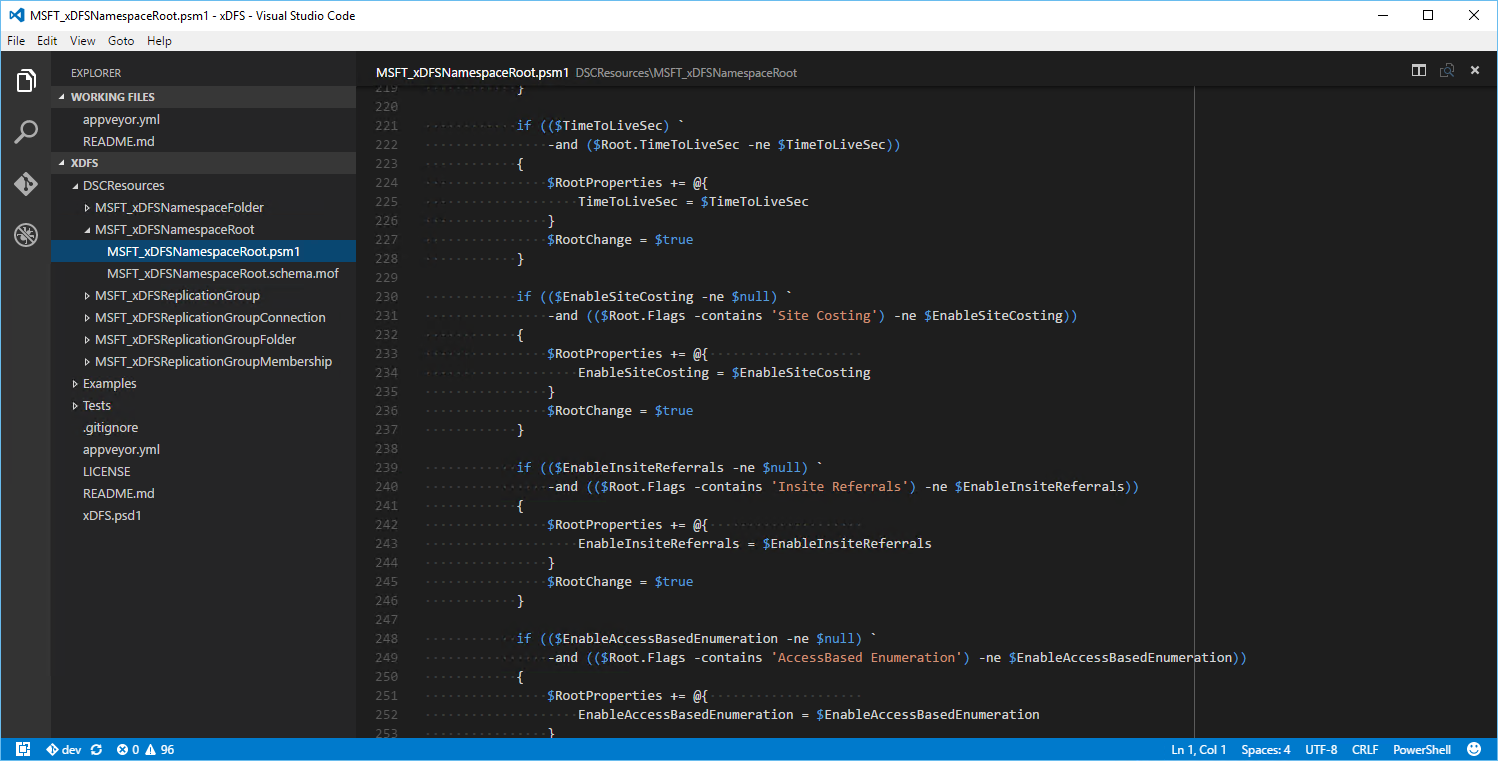 MSFT_xDFSNamespaceRoot.psm1 - xDFS - Visual Studio Code
File Edit View Goto Help
EXPLORER
WORKING FILES
appveyor.yml
README.md
XDFS
DSCResources
MSFT_xDFSNamespaceFolder
MSFT_xDFSNamespaceRoot
MSFT_xDFSNamespaceRoot.psm1
MSFT_xDFSNamespaceRoot.schema.mof
MSFT_xDFSReplicationGroup
MSFT_xDFSReplicationGroupConnection
MSFT_xDFSReplicationGroupFolder
MSFT_xDFSReplicationGroupMembership
Examples
Tests
.gitignore
appveyor.yml
LICENSE
README.md
xDFS.psd1
MSFT_xDFSNamespaceRoot.psm1 DSCResources\MSFT_xDFSNamespaceRoot
219 }
220
221 if (($TimeToLiveSec) `
222 -and ($Root.TimeToLiveSec -ne $TimeToLiveSec))
223 {
224 $RootProperties += @{
225 TimeToLiveSec = $TimeToLiveSec
226 }
227 $RootChange = $true
228 }
229
230 if (($EnableSiteCosting -ne $null) `
231 -and (($Root.Flags -contains 'Site Costing') -ne $EnableSiteCosting))
232 {
233 $RootProperties += @{
234 EnableSiteCosting = $EnableSiteCosting
235 }
236 $RootChange = $true
237 }
238
239 if (($EnableInsiteReferrals -ne $null) `
240 -and (($Root.Flags -contains 'Insite Referrals') -ne $EnableInsiteReferrals))
241 {
242 $RootProperties += @{
243 EnableInsiteReferrals = $EnableInsiteReferrals
244 }
245 $RootChange = $true
246 }
247
248 if (($EnableAccessBasedEnumeration -ne $null) `
249 -and (($Root.Flags -contains 'AccessBased Enumeration') -ne $EnableAccessBasedEnumeration))
250 {
251 $RootProperties += @{
252 EnableAccessBasedEnumeration = $EnableAccessBasedEnumeration
253 }
dev 0 96 Ln 1, Col 1 Spaces: 4 UTF-8 CRLF PowerShell